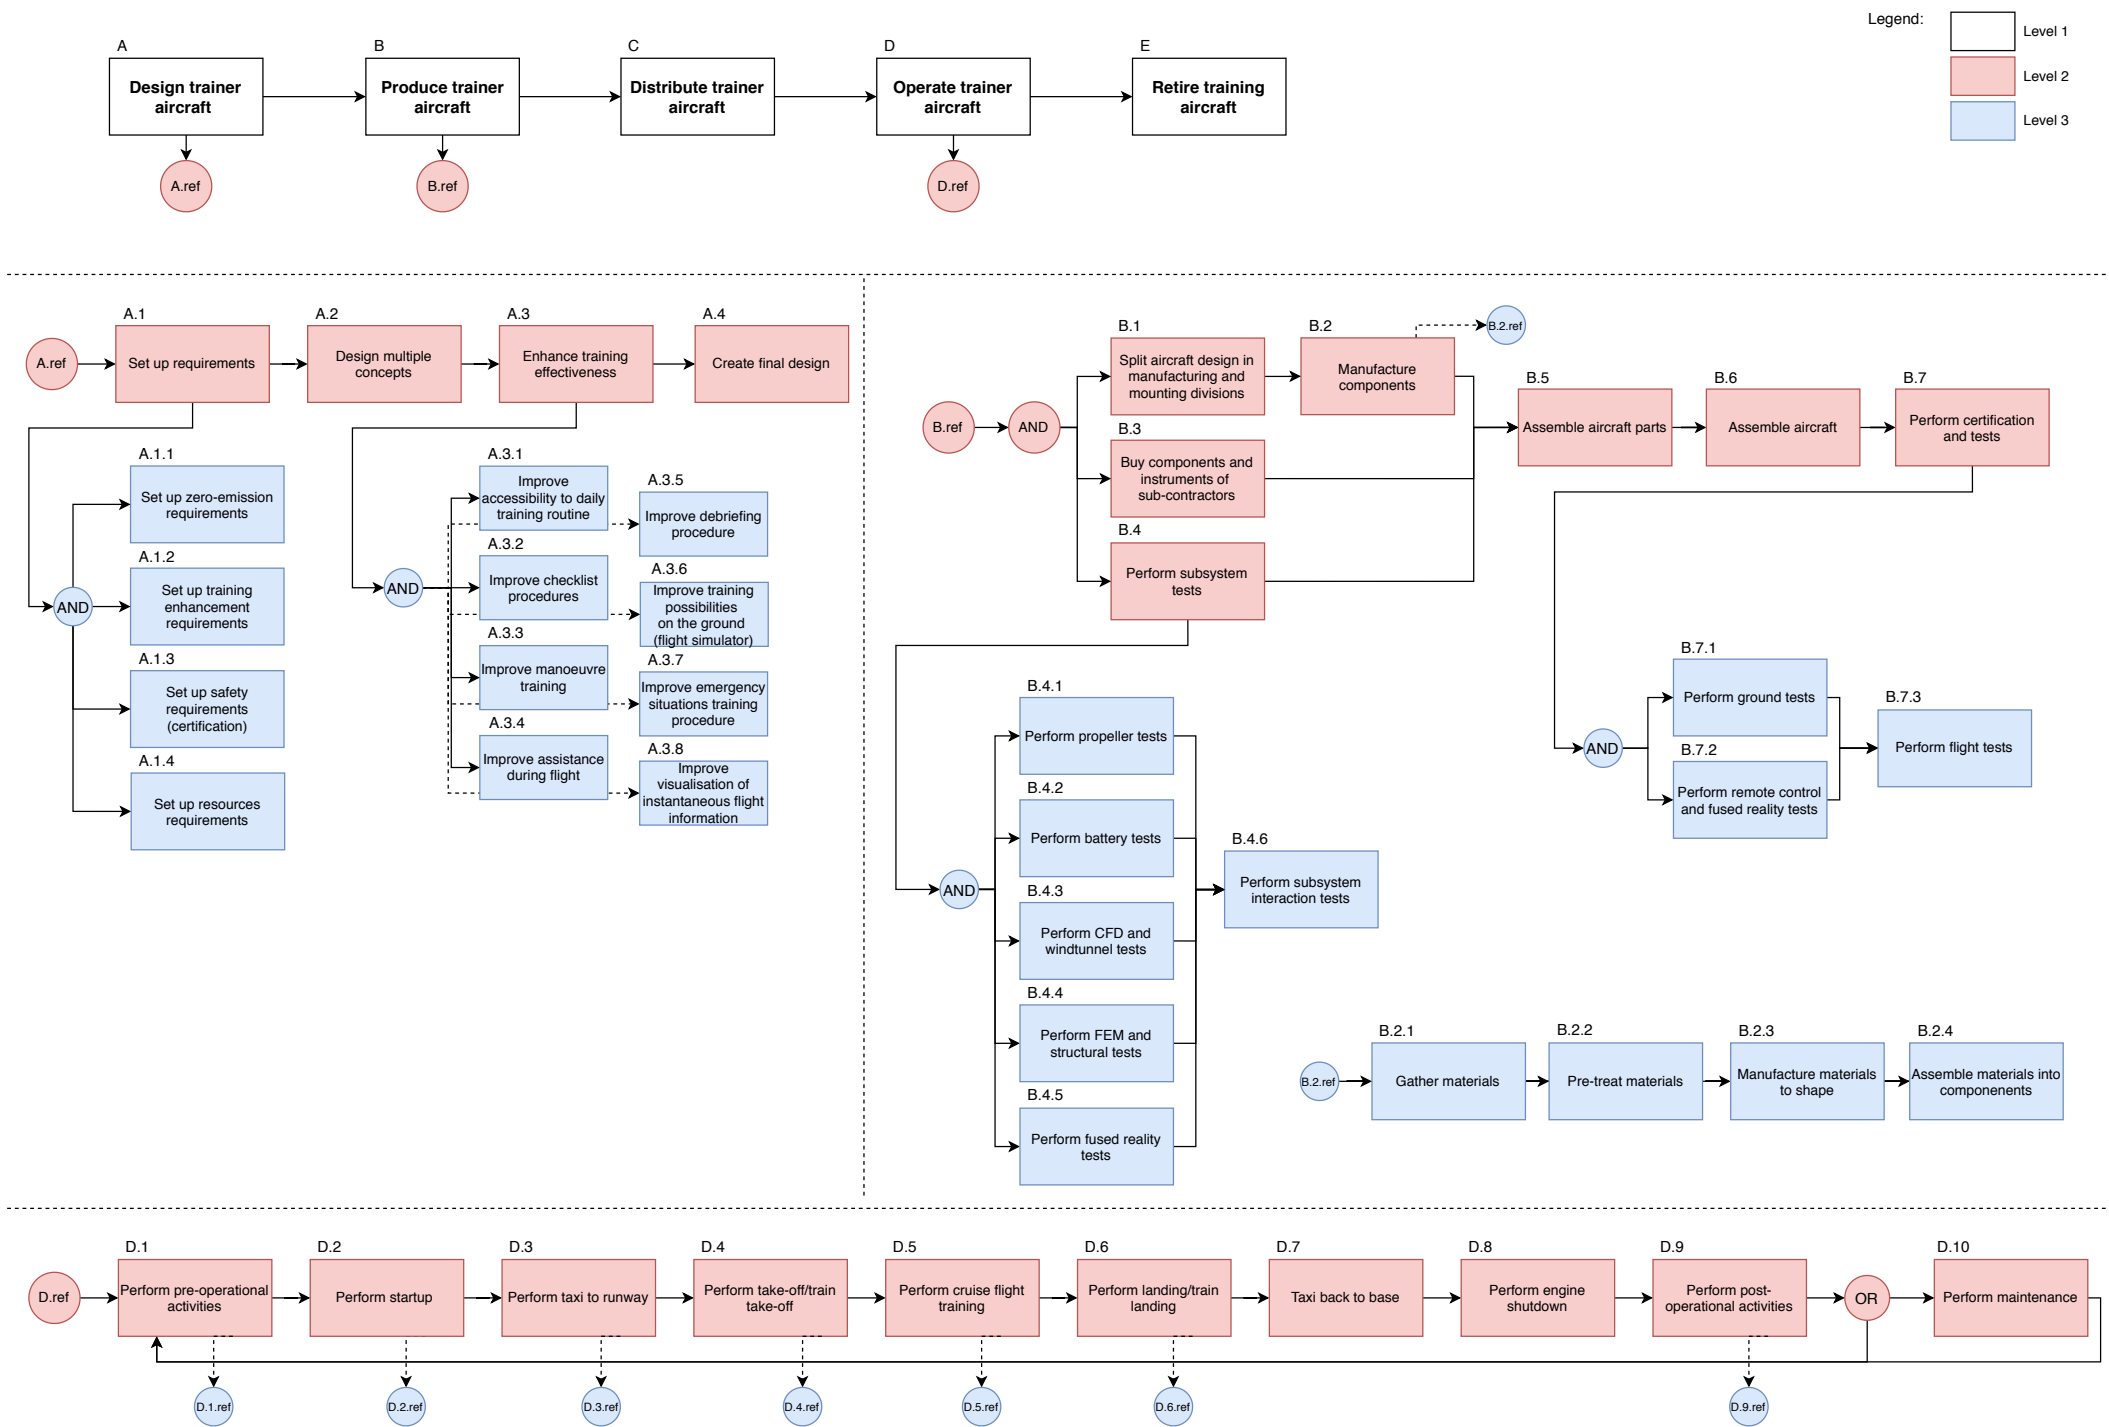 Legend:
Level 1
Level 2
Level 3
A
Design trainer
aircraft
B
Produce trainer
aircraft
C
Distribute trainer
aircraft
D
Operate trainer
aircraft
E
Retire training
aircraft
A.ref
B.ref
D.ref
A.ref
A.1
Set up requirements
A.2
Design multiple
concepts
A.3
Enhance training
effectiveness
A.4
Create final design
AND
A.1.1
Set up zero-emission
requirements
A.1.2
Set up training
enhancement
requirements
A.1.3
Set up safety
requirements
(certification)
A.1.4
Set up resources
requirements
AND
A.3.1
Improve
accessibility to daily
training routine
A.3.2
Improve checklist
procedures
A.3.3
Improve manoeuvre
training
A.3.4
Improve assistance
during flight
A.3.5
Improve debriefing
procedure
A.3.6
Improve training
possibilities
on the ground
(flight simulator)
A.3.7
Improve emergency
situations training
procedure
A.3.8
Improve
visualisation of
instantaneous flight
information
B.ref
AND
B.1
Split aircraft design in
manufacturing and
mounting divisions
B.2
Manufacture
components
B.2.ref
B.3
Buy components and
instruments of
sub-contractors
B.4
Perform subsystem
tests
B.5
Assemble aircraft parts
B.6
Assemble aircraft
B.7
Perform certification
and tests
AND
B.4.1
Perform propeller tests
B.4.2
Perform battery tests
B.4.3
Perform CFD and
windtunnel tests
B.4.4
Perform FEM and
structural tests
B.4.5
Perform fused reality
tests
B.4.6
Perform subsystem
interaction tests
AND
B.7.1
Perform ground tests
B.7.2
Perform remote control
and fused reality tests
B.7.3
Perform flight tests
B.2.ref
B.2.1
Gather materials
B.2.2
Pre-treat materials
B.2.3
Manufacture materials
to shape
B.2.4
Assemble materials into
componenents
D.ref
D.1
Perform pre-operational
activities
D.2
Perform startup
D.3
Perform taxi to runway
D.4
Perform take-off/train
take-off
D.5
Perform cruise flight
training
D.6
Perform landing/train
landing
D.7
Taxi back to base
D.8
Perform engine
shutdown
D.9
Perform post-
operational activities
OR
D.10
Perform maintenance
D.1.ref
D.2.ref
D.3.ref
D.4.ref
D.5.ref
D.6.ref
D.9.ref